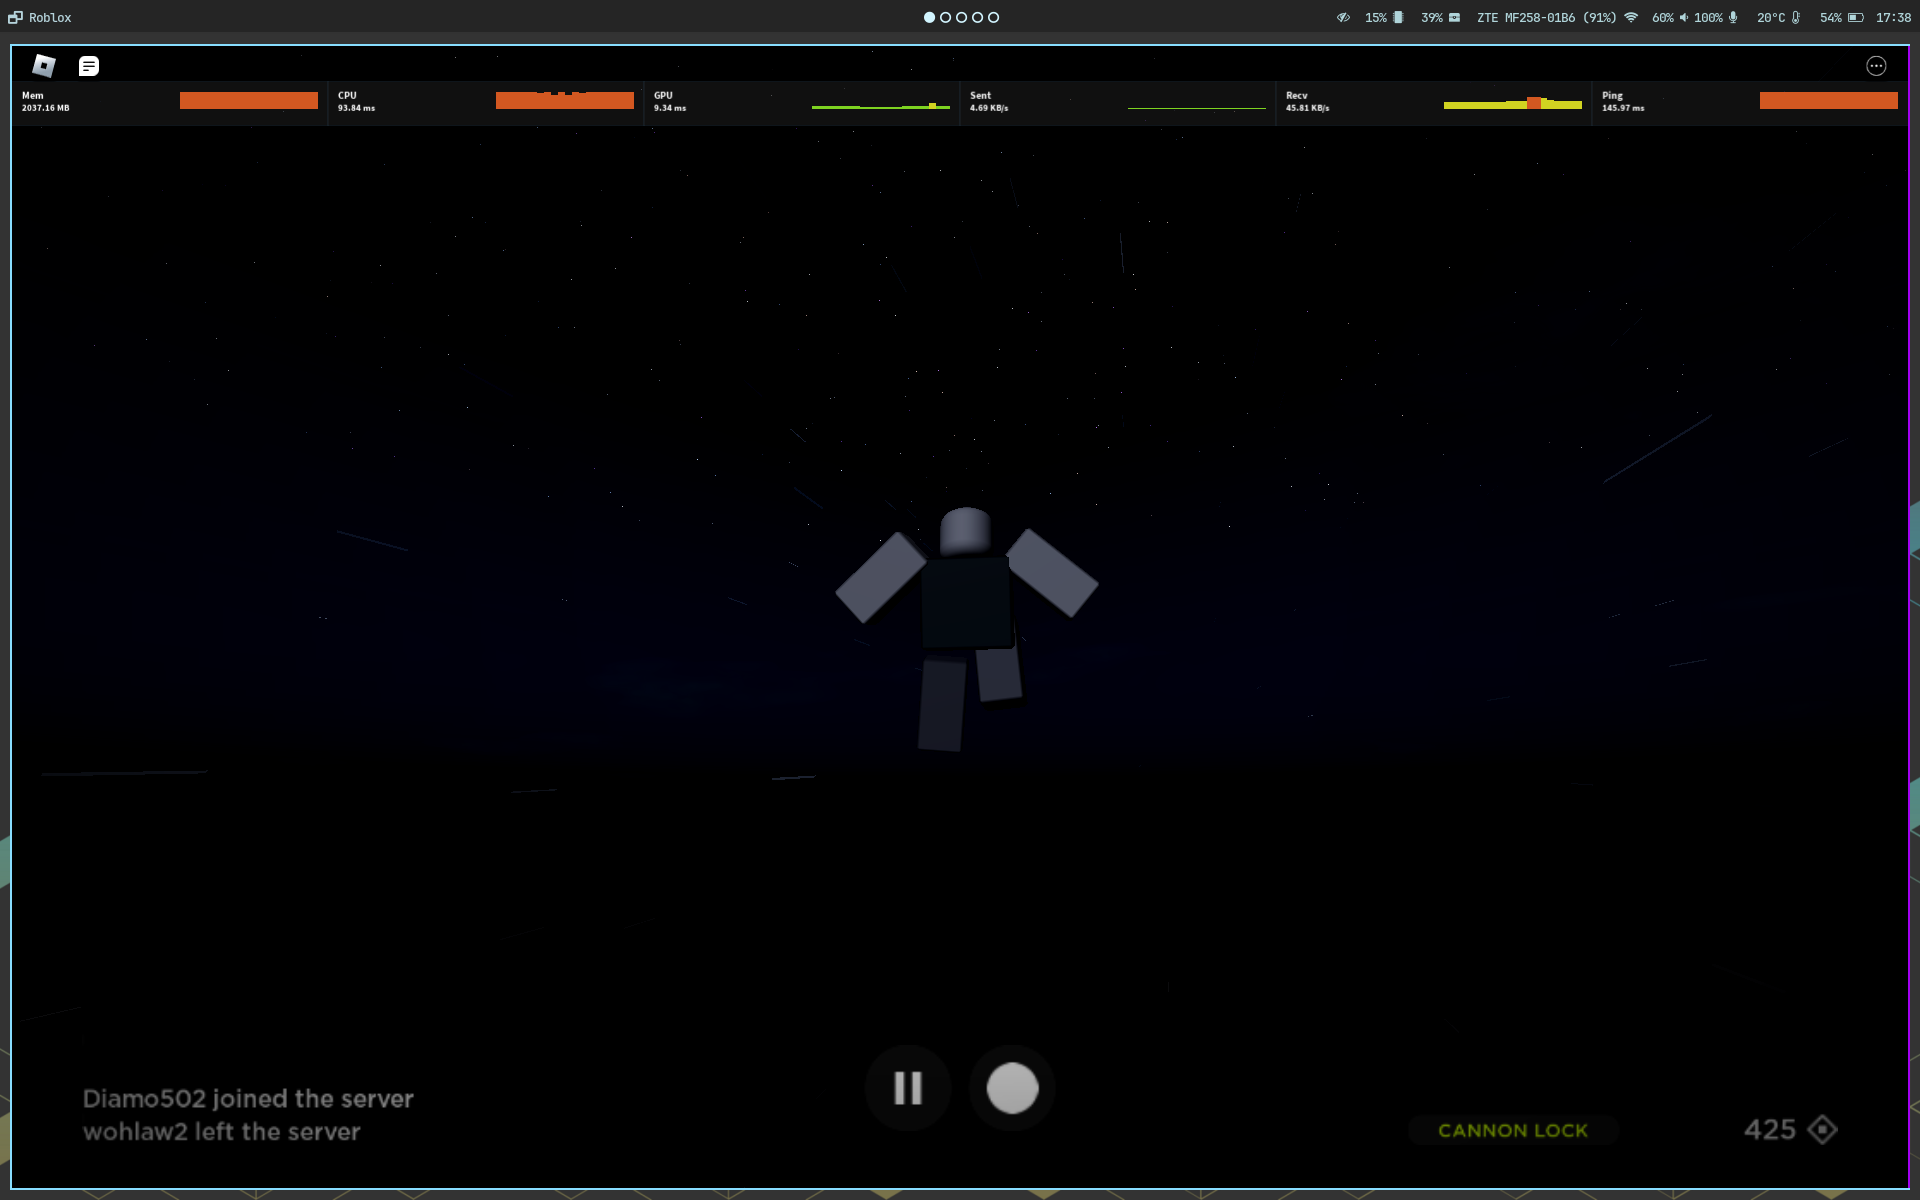 Roblox
15% 39% ZTE MF258-01B6 (91%) 60% 100% 20°C 54% 17:38
Mem
2037.16 MB
CPU
93.84 ms
GPU
9.34 ms
Sent
4.69 KB/s
Recv
45.81 KB/s
Ping
145.97 ms
Diamo502 joined the server
wohlaw2 left the server
CANNON LOCK
425